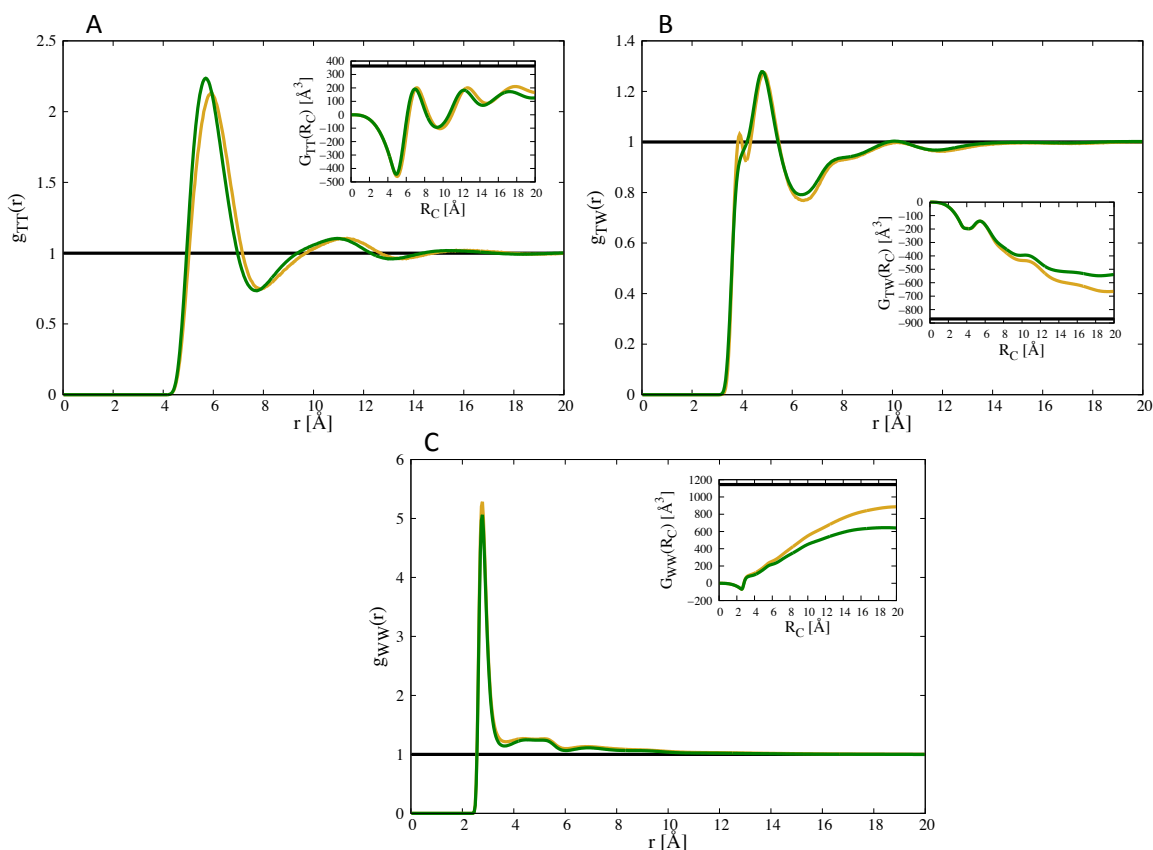 A
2.5
2
1.5
1
0.5
0
0 2 4 6 8 10 12 14 16 18 20
g_TT(r)
r [Å]
400
300
200
100
0
−100
−200
−300
−400
−500
0 2 4 6 8 10 12 14 16 18 20
G_TT(R_C) [Å^3]
R_C [Å]
B
1.4
1.2
1
0.8
0.6
0.4
0.2
0
0 2 4 6 8 10 12 14 16 18 20
g_TW(r)
r [Å]
0
−100
−200
−300
−400
−500
−600
−700
−800
−900
0 2 4 6 8 10 12 14 16 18 20
G_TW(R_C) [Å^3]
R_C [Å]
C
6
5
4
3
2
1
0
0 2 4 6 8 10 12 14 16 18 20
g_WW(r)
r [Å]
1200
1000
800
600
400
200
0
−200
0 2 4 6 8 10 12 14 16 18 20
G_WW(R_C) [Å^3]
R_C [Å]